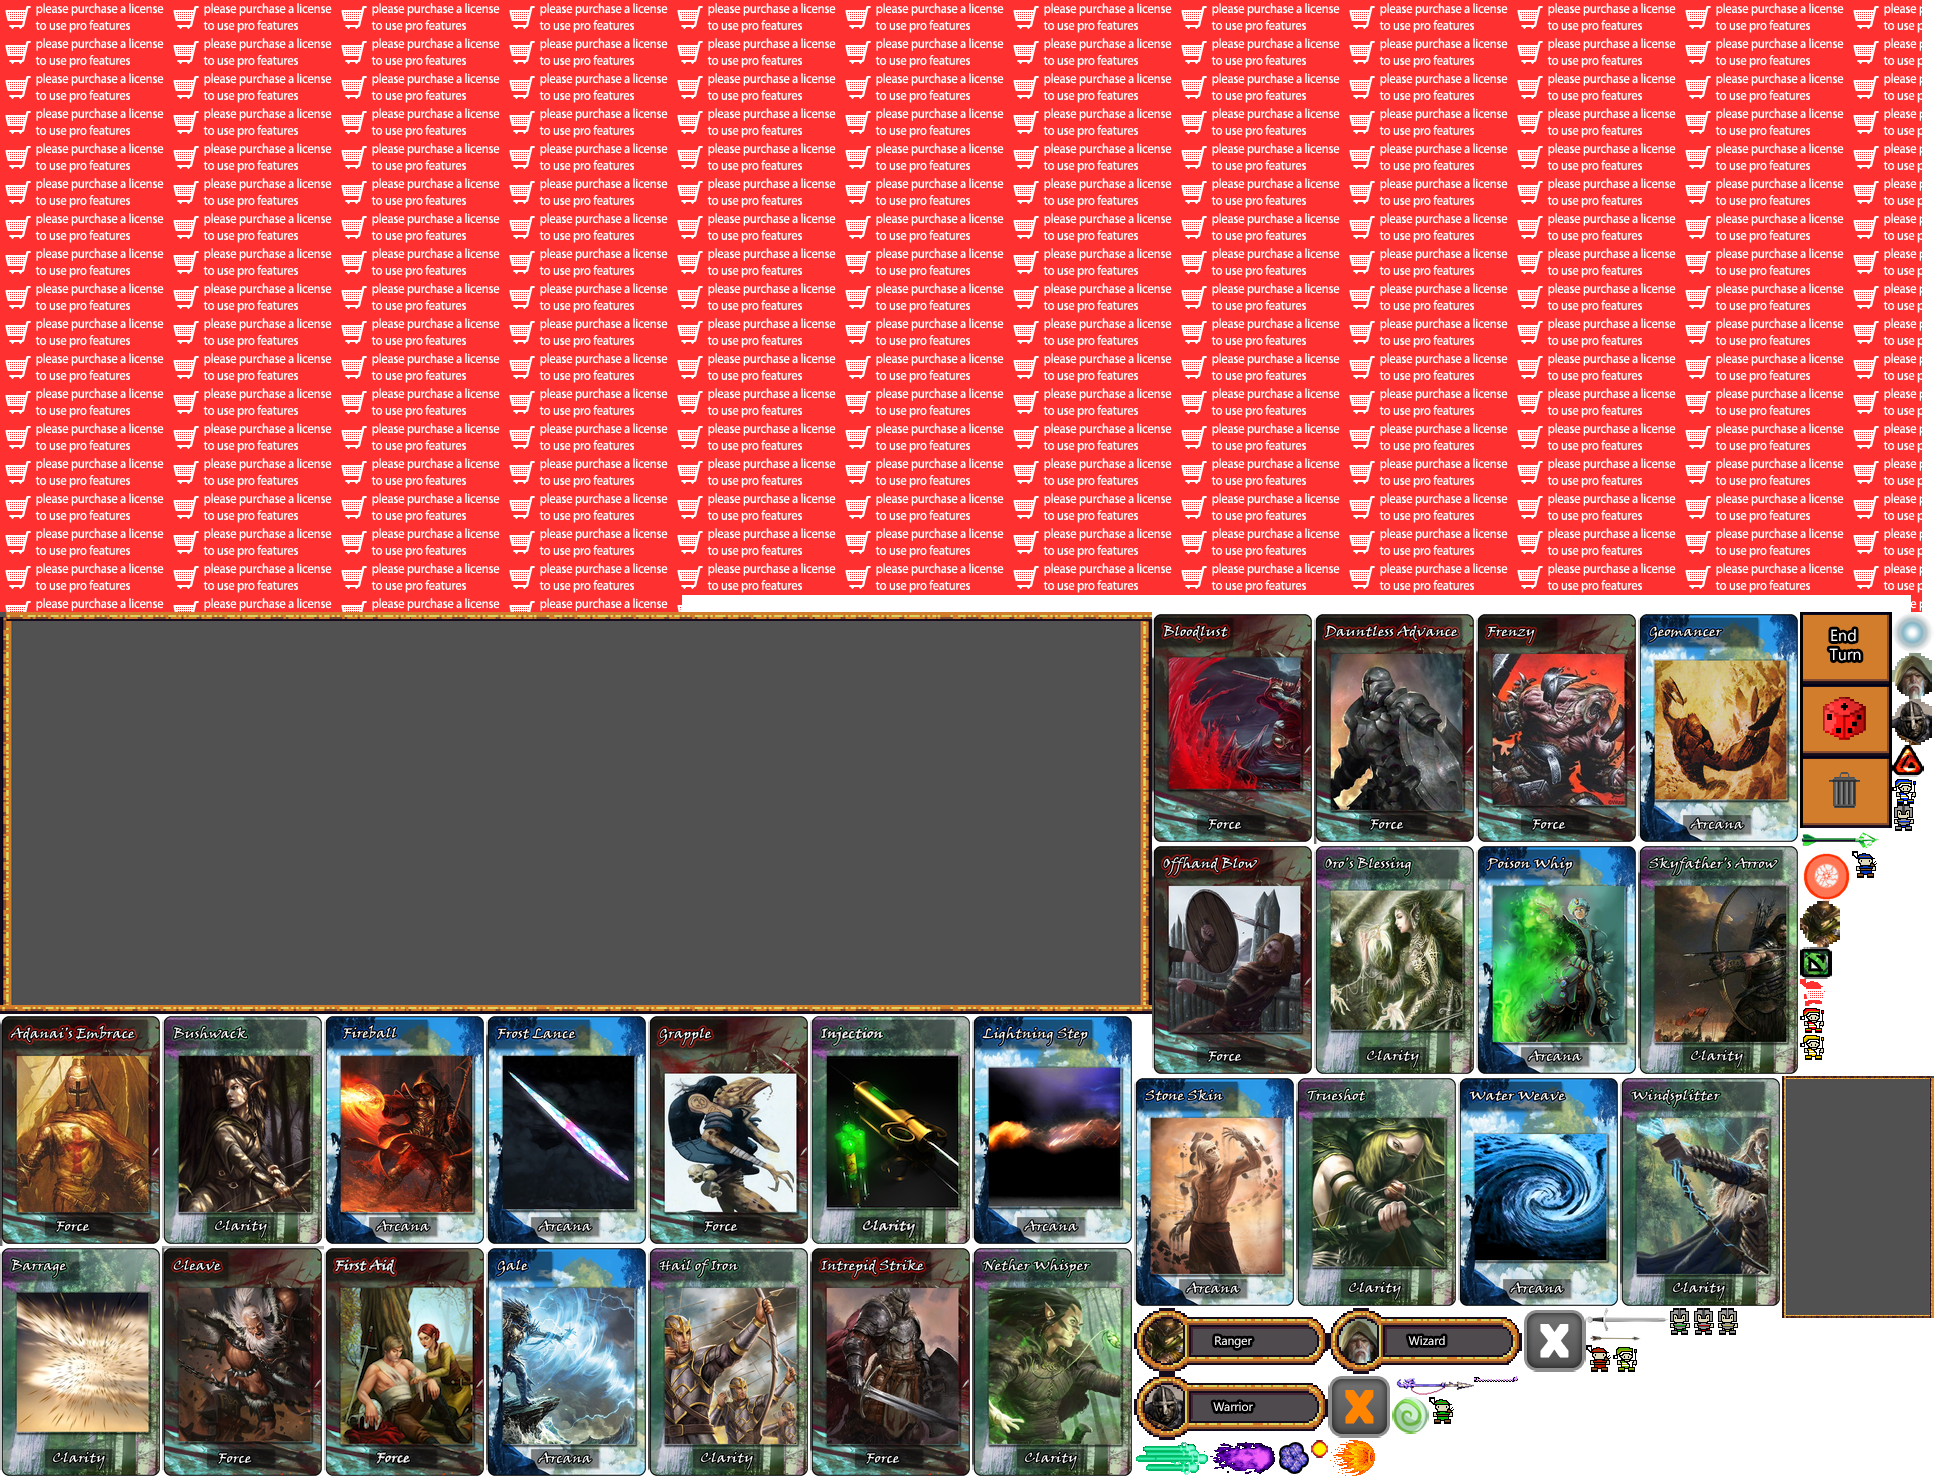 please purchase a license
to use pro features
Bloodlust
Force
Dauntless Advance
Force
Frenzy
Force
Geomancer
Arcana
End
Turn
Offhand Blow
Force
Oro's Blessing
Clarity
Poison Whip
Arcana
Skyfather's Arrow
Clarity
Adanai's Embrace
Force
Bushwack
Clarity
Fireball
Arcana
Frost Lance
Arcana
Grapple
Force
Injection
Clarity
Lightning Step
Arcana
Stone Skin
Arcana
Trueshot
Clarity
Water Weave
Arcana
Windsplitter
Clarity
Barrage
Clarity
Cleave
Force
First Aid
Force
Gale
Arcana
Hail of Iron
Clarity
Intrepid Strike
Force
Nether Whisper
Clarity
Ranger
Wizard
X
Warrior
X